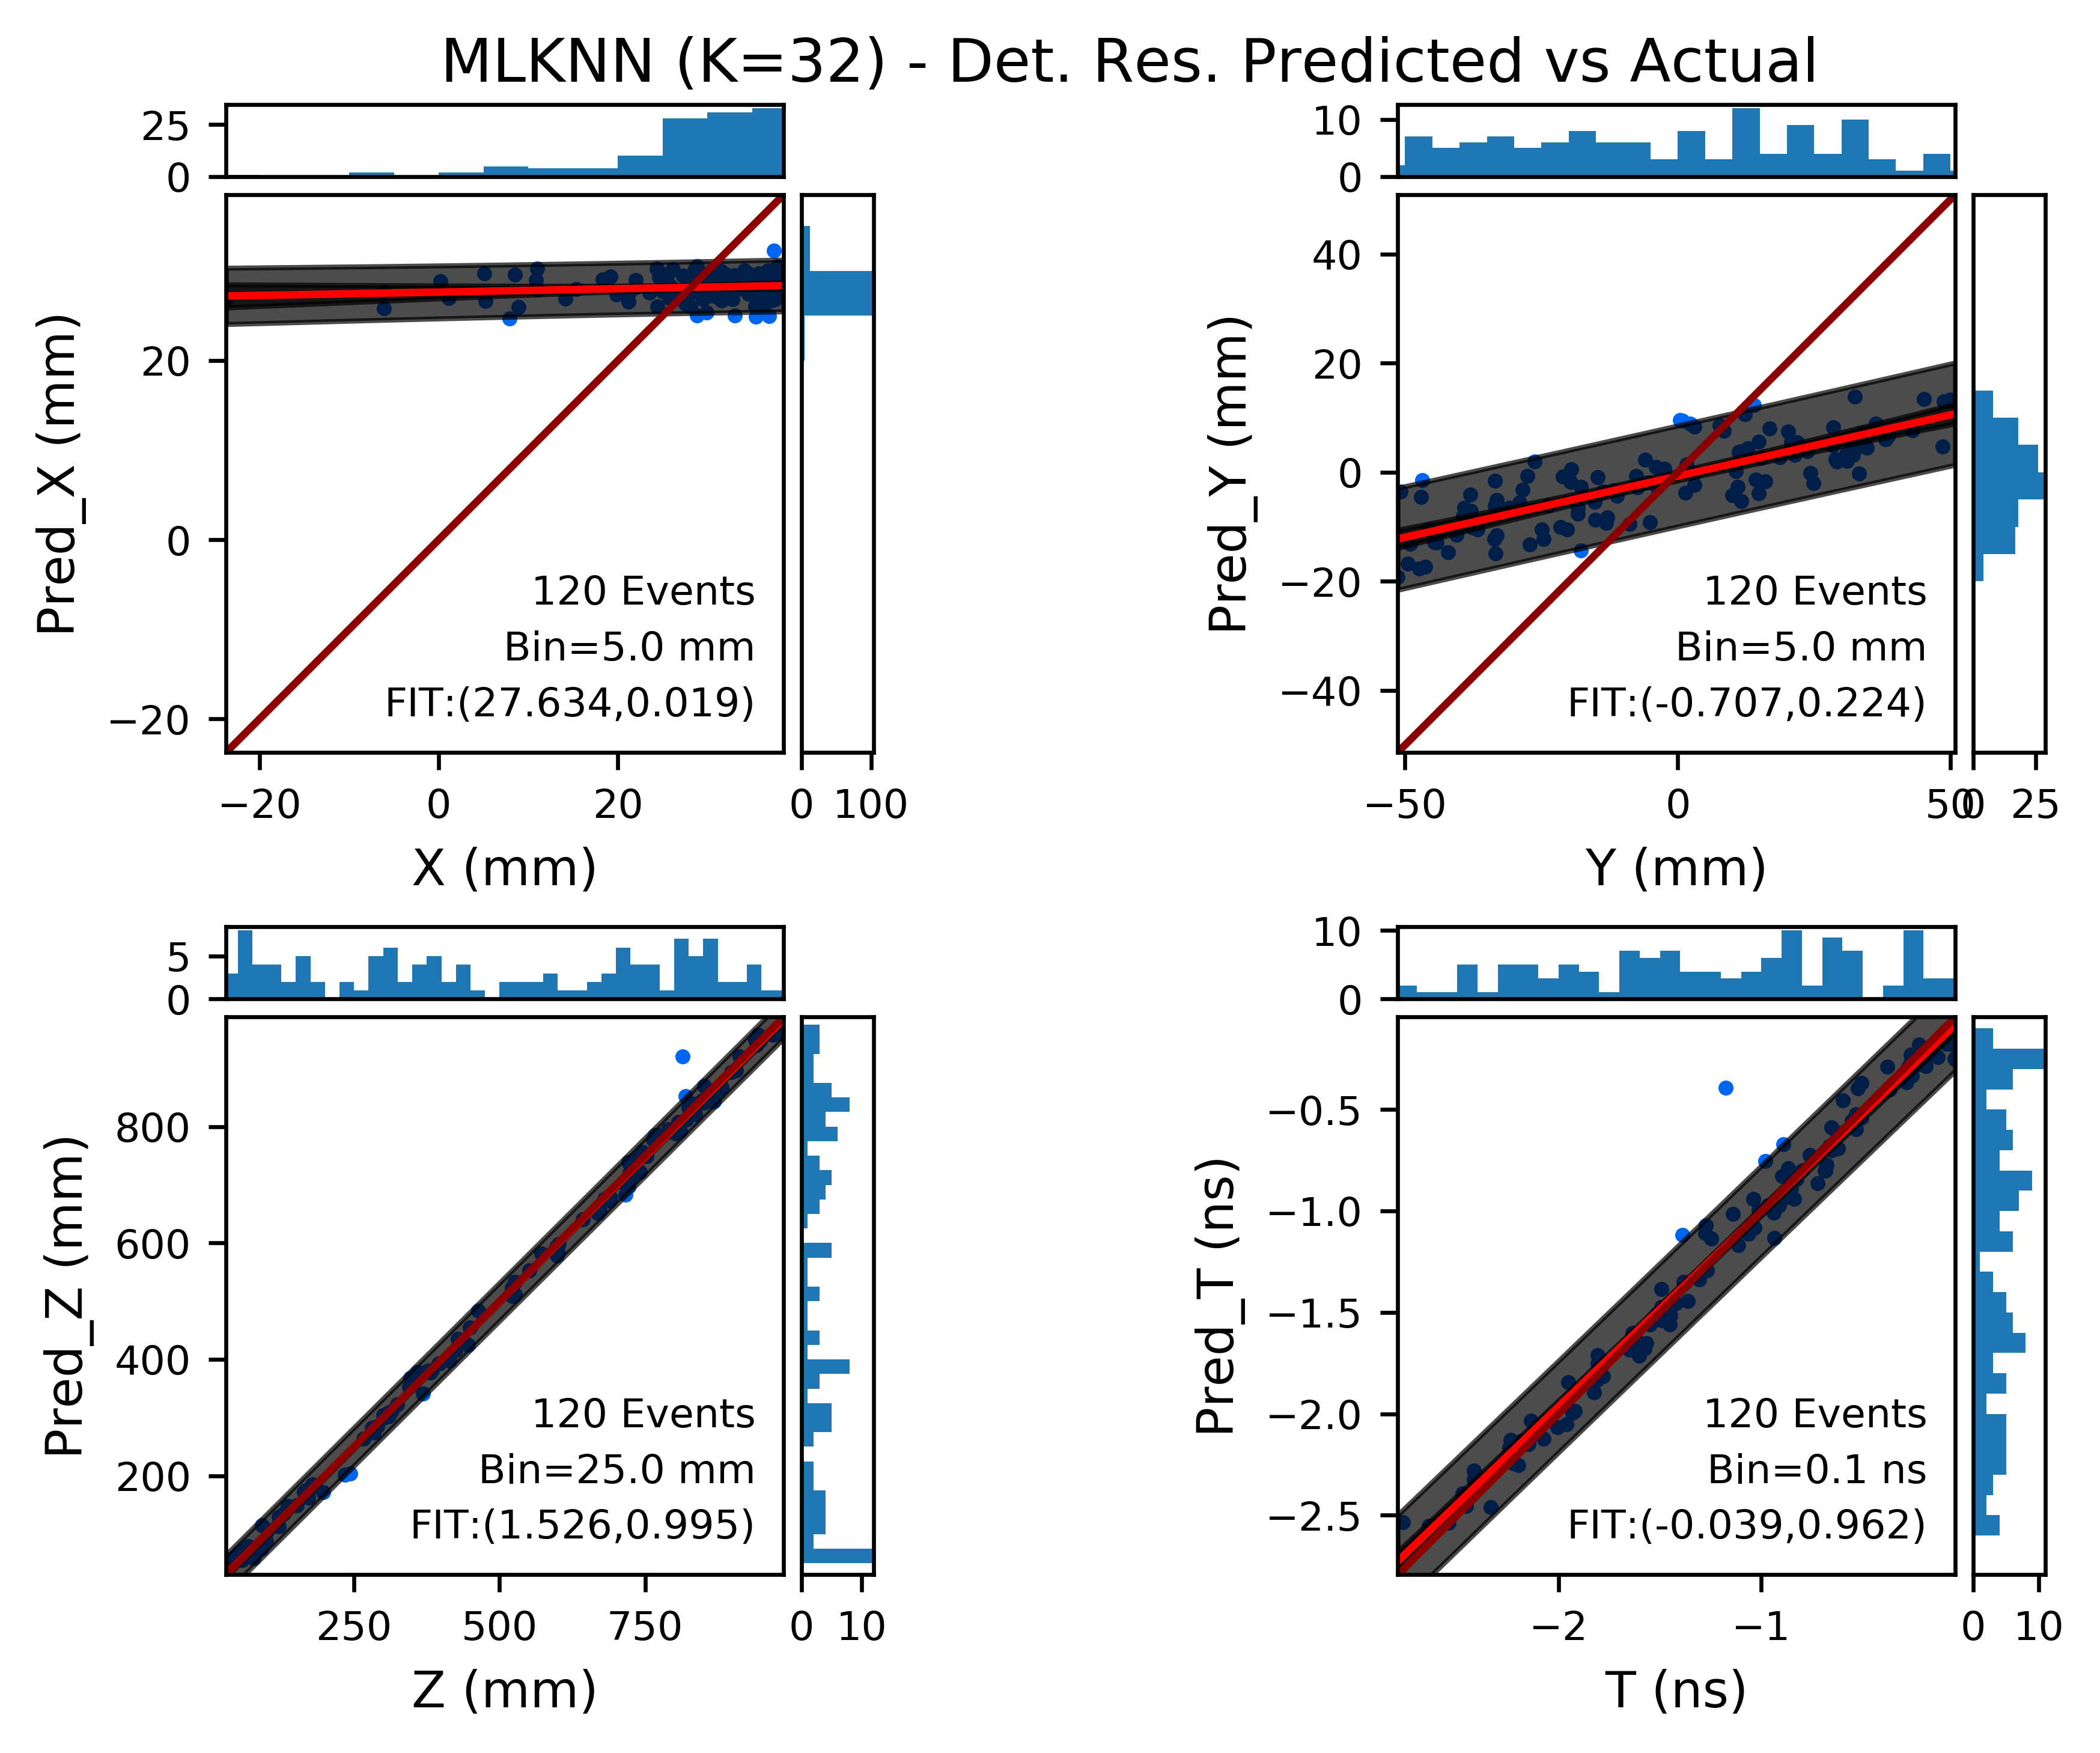 MLKNN (K=32) - Det. Res. Predicted vs Actual
25
0
Pred_X (mm)
20
0
−20
120 Events
Bin=5.0 mm
FIT:(27.634,0.019)
−20 0 20
0 100
X (mm)
10
0
Pred_Y (mm)
40
20
0
−20
−40
120 Events
Bin=5.0 mm
FIT:(-0.707,0.224)
−50 0 50
0 25
Y (mm)
5
0
Pred_Z (mm)
800
600
400
200
120 Events
Bin=25.0 mm
FIT:(1.526,0.995)
250 500 750
0 10
Z (mm)
10
0
Pred_T (ns)
−0.5
−1.0
−1.5
−2.0
−2.5
120 Events
Bin=0.1 ns
FIT:(-0.039,0.962)
−2 −1
0 10
T (ns)